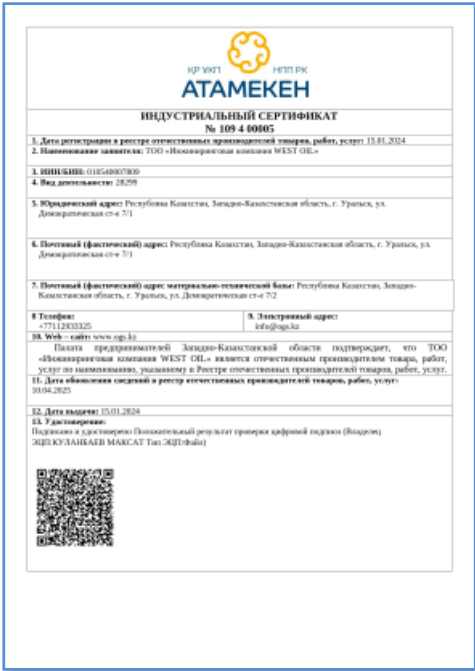 ҚР ҰКП НПП РК
АТАМЕКЕН
ИНДУСТРИАЛЬНЫЙ СЕРТИФИКАТ
№ 109 4 00005
1. Дата регистрации в реестре отечественных производителей товаров, работ, услуг: 15.01.2024
2. Наименование заявителя: ТОО «Инжиниринговая компания WEST OIL»
3. ИИН/БИН: 010540007809
4. Вид деятельности: 28299
5. Юридический адрес: Республика Казахстан, Западно-Казахстанская область, г. Уральск, ул.
Демократическая ст-е 7/1
6. Почтовый (фактический) адрес: Республика Казахстан, Западно-Казахстанская область, г. Уральск, ул.
Демократическая ст-е 7/1
7. Почтовый (фактический) адрес материально-технической базы: Республика Казахстан, Западно-
Казахстанская область, г. Уральск, ул. Демократическая ст-е 7/2
8 Телефон:
+77112933325
9. Электронный адрес:
info@ogs.kz
10. Web – сайт: www.ogs.kz
Палата предпринимателей Западно-Казахстанской области подтверждает, что ТОО
«Инжиниринговая компания WEST OIL» является отечественным производителем товара, работ,
услуг по наименованию, указанному в Реестре отечественных производителей товаров, работ, услуг.
11. Дата обновления сведений в реестр отечественных производителей товаров, работ, услуг:
10.04.2025
12. Дата выдачи: 15.01.2024
13. Удостоверение:
Подписано и удостоверено Положительный результат проверки цифровой подписи (Владелец
ЭЦП:КУЛАНБАЕВ МАКСАТ Тип ЭЦП:Файл)